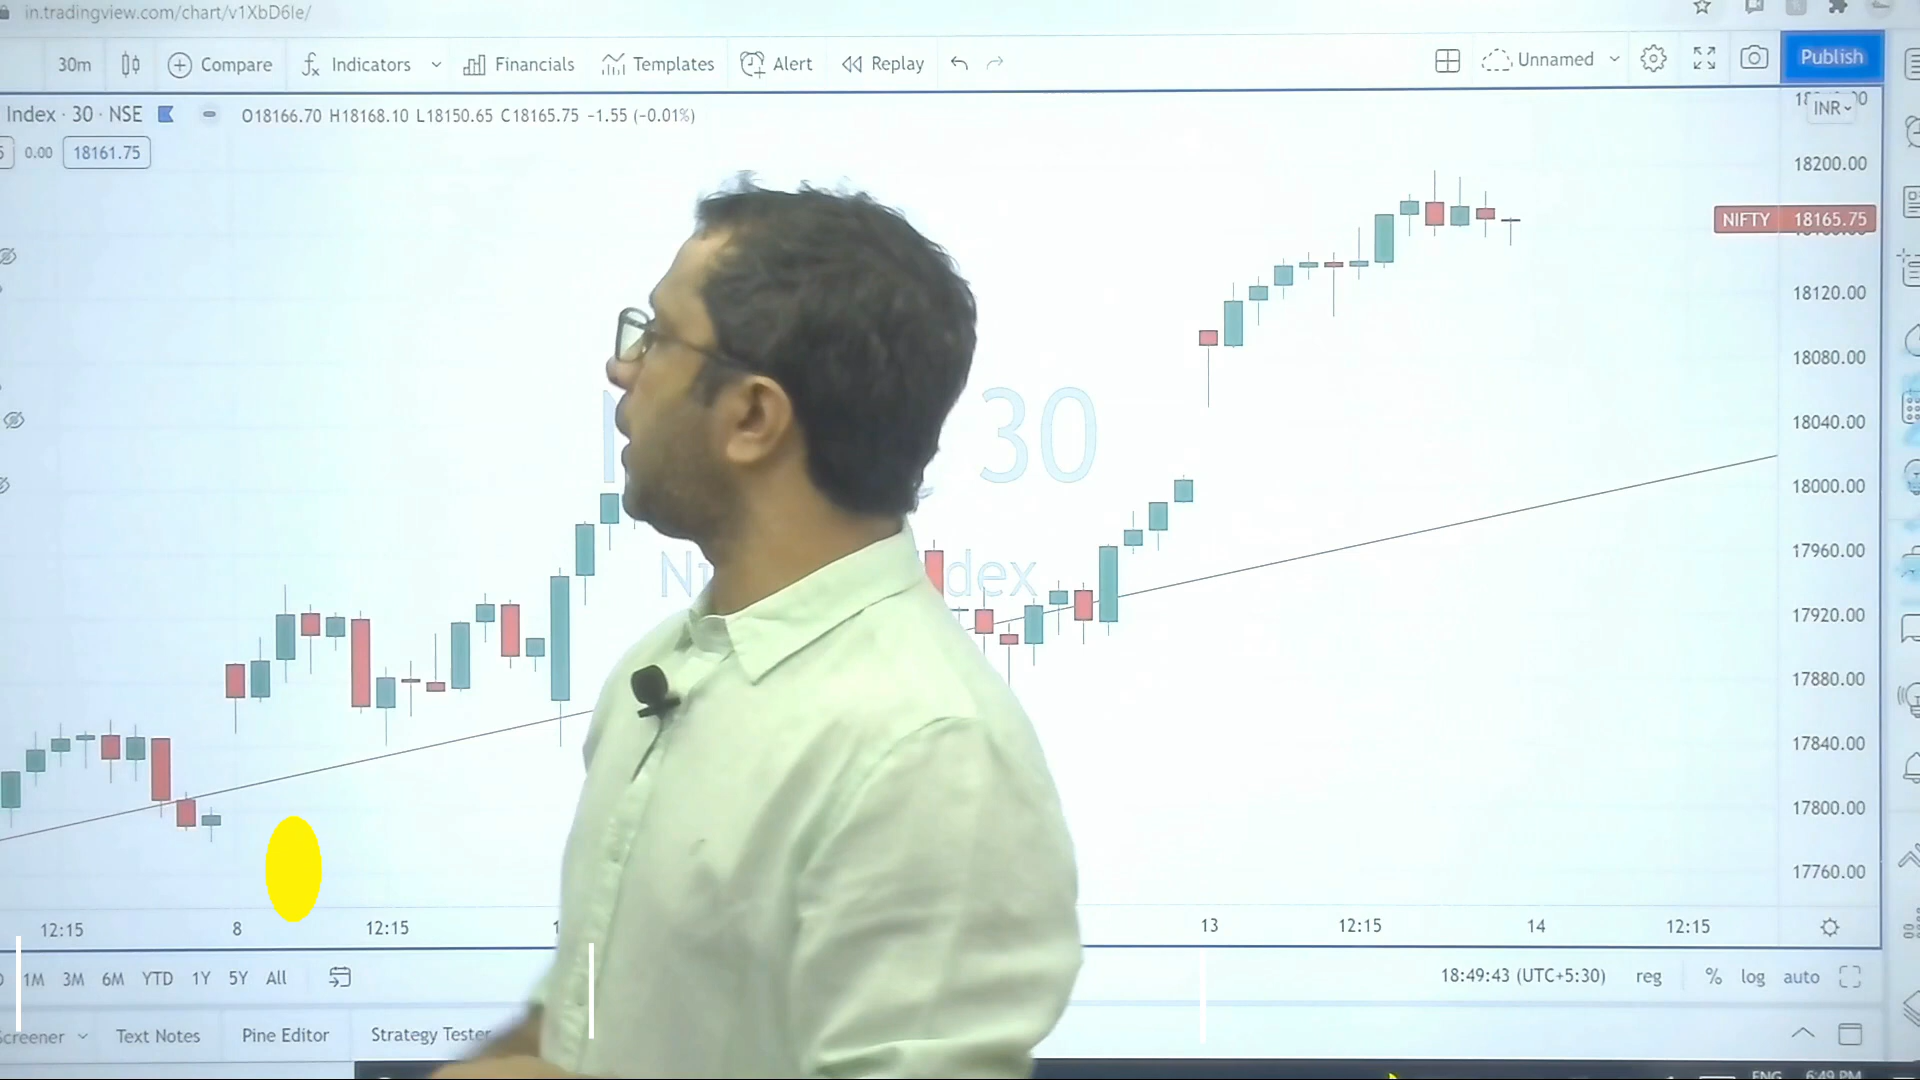 in.tradingview.com/chart/v1XbD6Ie/
30m Compare Indicators Financials Templates Alert Replay Unnamed Publish
Index · 30 · NSE O18166.70 H18168.10 L18150.65 C18165.75 −1.55 (−0.01%)
INR
0.00 18161.75
18200.00
NIFTY 18165.75
18120.00
18080.00
30
18040.00
18000.00
17960.00
17920.00
17880.00
17840.00
17800.00
17760.00
12:15 8 12:15 13 12:15 14 12:15
1M 3M 6M YTD 1Y 5Y All 18:49:43 (UTC+5:30) reg % log auto
Text Notes Pine Editor Strategy Tester
ENG 6:49 PM